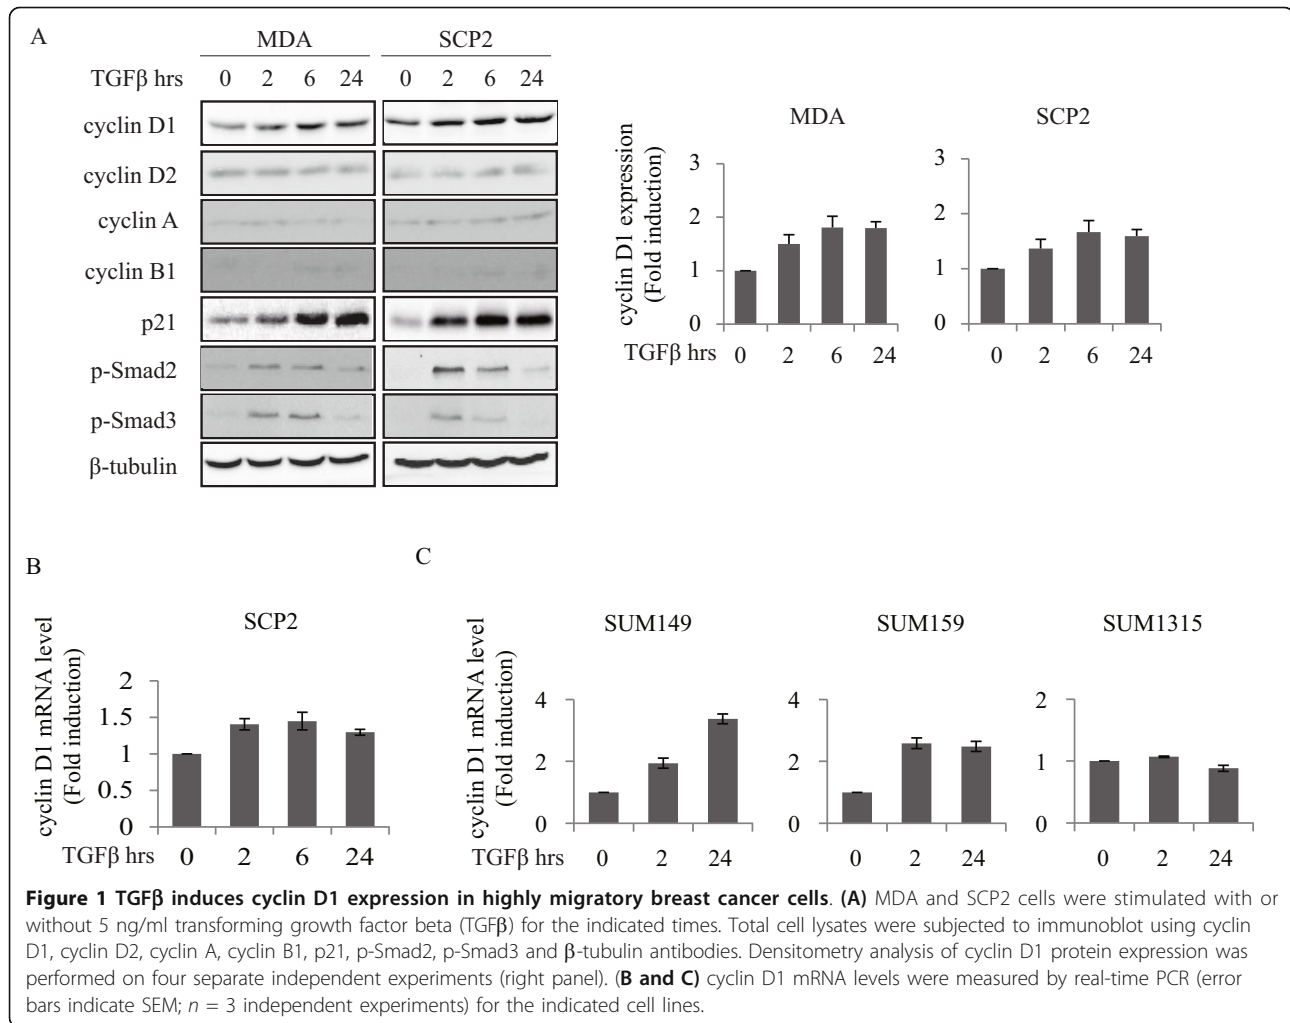 A
MDA SCP2
TGFβ hrs 0 2 6 24 0 2 6 24
cyclin D1
cyclin D2
cyclin A
cyclin B1
p21
p-Smad2
p-Smad3
β-tubulin
MDA
cyclin D1 expression
(Fold induction)
3
2
1
0
TGFβ hrs 0 2 6 24
SCP2
3
2
1
0
0 2 6 24
B
SCP2
cyclin D1 mRNA level
(Fold induction)
2
1.5
1
0.5
0
TGFβ hrs 0 2 6 24
C
SUM149
cyclin D1 mRNA level
(Fold induction)
4
2
0
TGFβ hrs 0 2 24
SUM159
4
2
0
0 2 24
SUM1315
2
1
0
0 2 24
Figure 1 TGFβ induces cyclin D1 expression in highly migratory breast cancer cells. (A) MDA and SCP2 cells were stimulated with or
without 5 ng/ml transforming growth factor beta (TGFβ) for the indicated times. Total cell lysates were subjected to immunoblot using cyclin
D1, cyclin D2, cyclin A, cyclin B1, p21, p-Smad2, p-Smad3 and β-tubulin antibodies. Densitometry analysis of cyclin D1 protein expression was
performed on four separate independent experiments (right panel). (B and C) cyclin D1 mRNA levels were measured by real-time PCR (error
bars indicate SEM; n = 3 independent experiments) for the indicated cell lines.